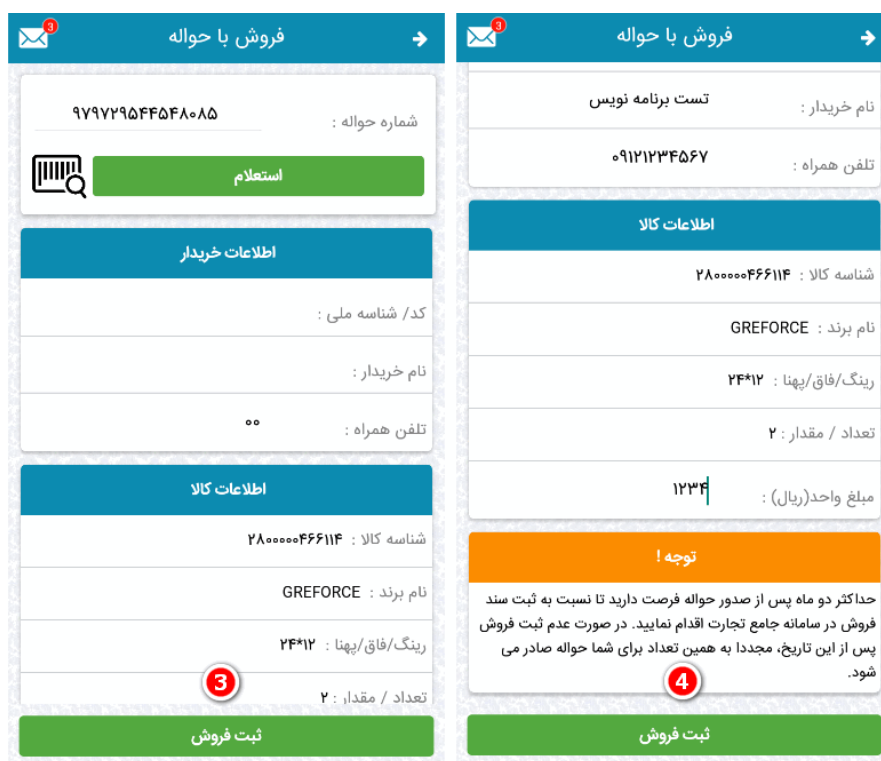 3
فروش با حواله
شماره حواله : ۹۷۹۷۲۹۵۴۴۵۴۸۰۸۵
استعلام
اطلاعات خریدار
کد/ شناسه ملی :
نام خریدار :
تلفن همراه : ۰۰
اطلاعات کالا
شناسه کالا : ۲۸۰۰۰۰۰۴۶۶۱۱۴
نام برند : GREFORCE
رینگ/فاق/پهنا : ۱۲*۲۴
تعداد / مقدار : ۲
3
ثبت فروش
3
فروش با حواله
نام خریدار : تست برنامه نویس
تلفن همراه : ۰۹۱۲۱۲۳۴۵۶۷
اطلاعات کالا
شناسه کالا : ۲۸۰۰۰۰۰۴۶۶۱۱۴
نام برند : GREFORCE
رینگ/فاق/پهنا : ۱۲*۲۴
تعداد / مقدار : ۲
مبلغ واحد(ریال) : ۱۲۳۴
توجه !
حداکثر دو ماه پس از صدور حواله فرصت دارید تا نسبت به ثبت سند
فروش در سامانه جامع تجارت اقدام نمایید. در صورت عدم ثبت فروش
پس از این تاریخ، مجددا به همین تعداد برای شما حواله صادر می
شود.
4
ثبت فروش